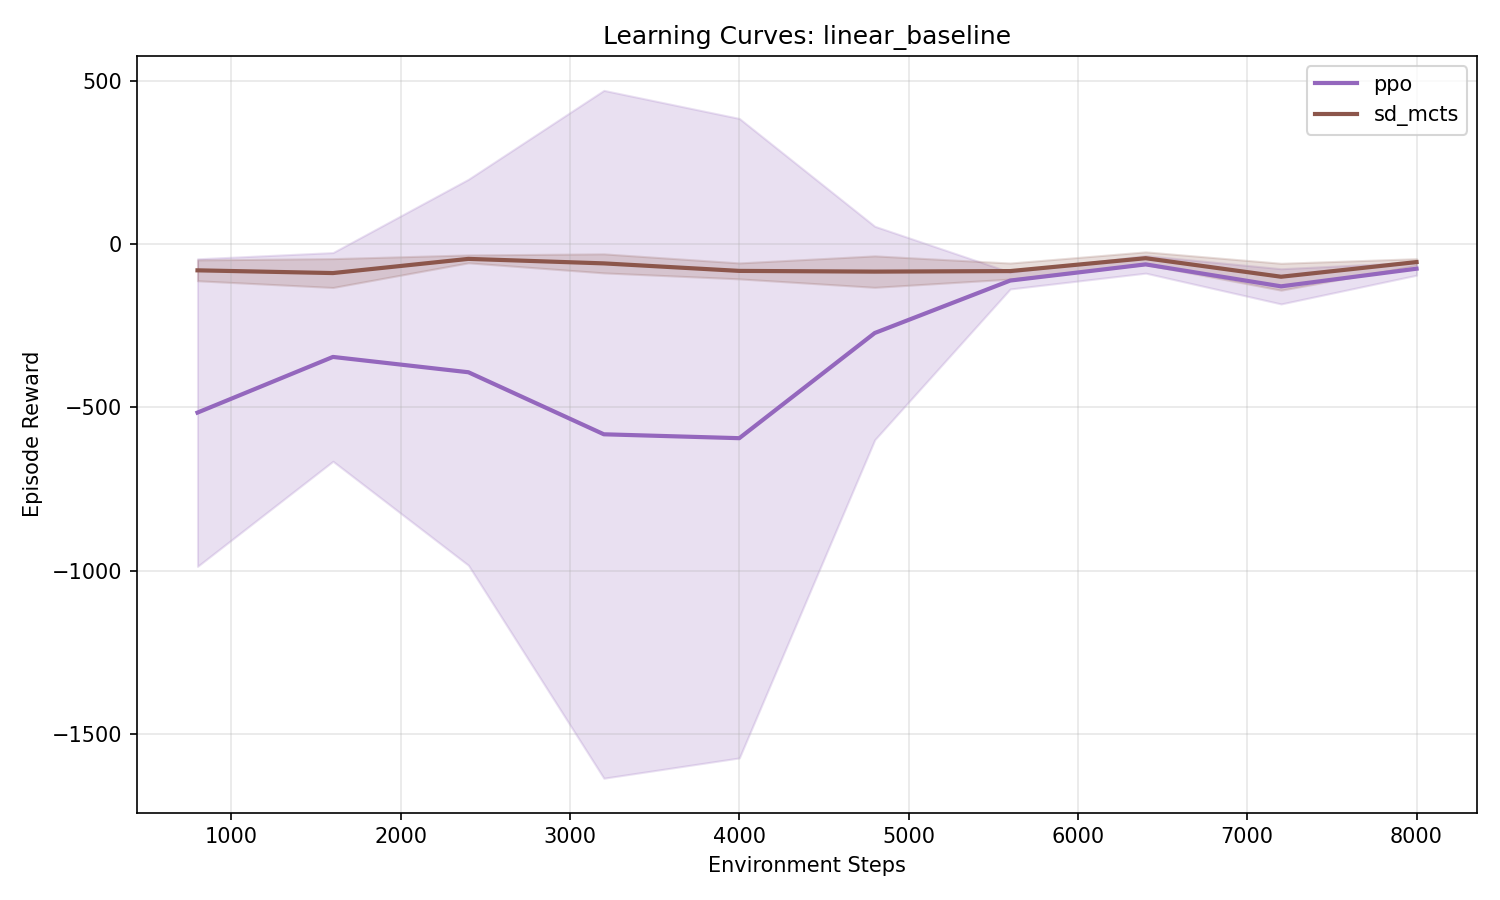 Learning Curves: linear_baseline
ppo
sd_mcts
500
0
−500
−1000
−1500
Episode Reward
1000 2000 3000 4000 5000 6000 7000 8000
Environment Steps